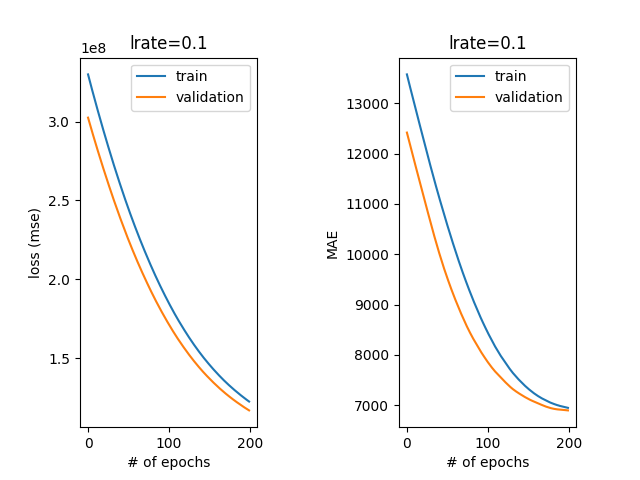 lrate=0.1
1e8
train
validation
3.0
2.5
2.0
1.5
loss (mse)
0
100
200
# of epochs
lrate=0.1
train
validation
13000
12000
11000
10000
9000
8000
7000
MAE
0
100
200
# of epochs